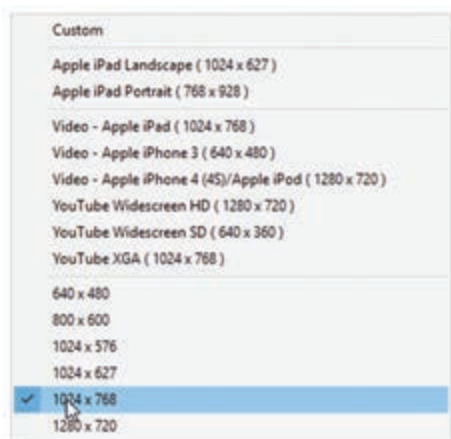 Custom
Apple iPad Landscape ( 1024 x 627 )
Apple iPad Portrait ( 768 x 928 )
Video - Apple iPad ( 1024 x 768 )
Video - Apple iPhone 3 ( 640 x 480 )
Video - Apple iPhone 4 (4S)/Apple iPod ( 1280 x 720 )
YouTube Widescreen HD ( 1280 x 720 )
YouTube Widescreen SD ( 640 x 360 )
YouTube XGA ( 1024 x 768 )
640 x 480
800 x 600
1024 x 576
1024 x 627
1024 x 768
1280 x 720